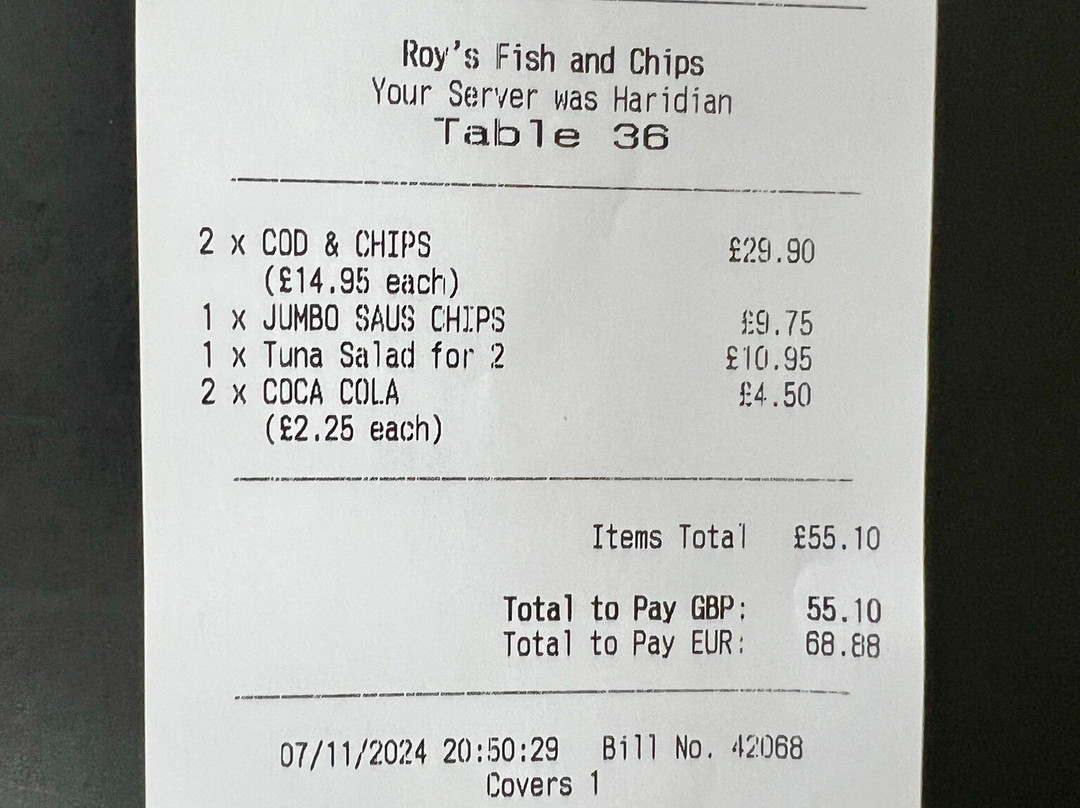 Roy's Fish and Chips
Your Server was Haridian
Table 36
2 x COD & CHIPS £29.90
(£14.95 each)
1 x JUMBO SAUS CHIPS £9.75
1 x Tuna Salad for 2 £10.95
2 x COCA COLA £4.50
(£2.25 each)
Items Total £55.10
Total to Pay GBP: 55.10
Total to Pay EUR: 68.88
07/11/2024 20:50:29 Bill No. 42068
Covers 1